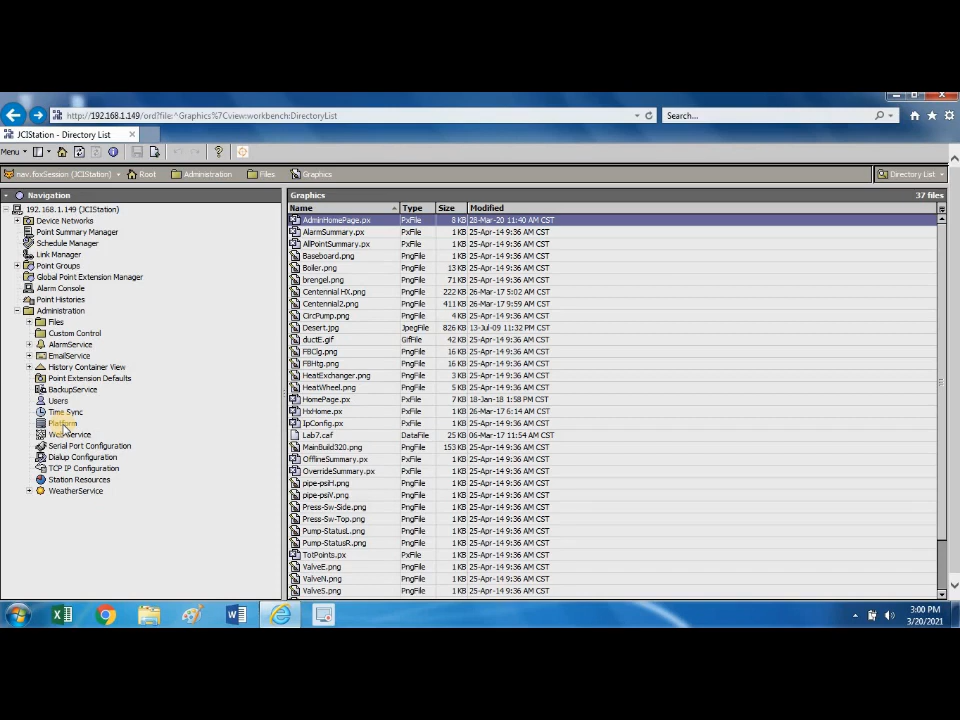 http://192.168.1.149/ord?file:^Graphics%7Cview:workbench:DirectoryList
Search...
JCIStation - Directory List
Menu
nav.foxSession (JCIStation)
Root
Administration
Files
Graphics
Directory List
Navigation
Graphics
37 files
192.168.1.149 (JCIStation)
Device Networks
Point Summary Manager
Schedule Manager
Link Manager
Point Groups
Global Point Extension Manager
Alarm Console
Point Histories
Administration
Files
Custom Control
AlarmService
EmailService
History Container View
Point Extension Defaults
BackupService
Users
Time Sync
Platform
WebService
Serial Port Configuration
Dialup Configuration
TCP IP Configuration
Station Resources
WeatherService
Name Type Size Modified
AdminHomePage.px PxFile 8 KB 28-Mar-20 11:40 AM CST
AlarmSummary.px PxFile 1 KB 25-Apr-14 9:36 AM CST
AllPointSummary.px PxFile 1 KB 25-Apr-14 9:36 AM CST
Baseboard.png PngFile 1 KB 25-Apr-14 9:36 AM CST
Boiler.png PngFile 13 KB 25-Apr-14 9:36 AM CST
brengel.png PngFile 71 KB 25-Apr-14 9:36 AM CST
Centennial HX.png PngFile 222 KB 26-Mar-17 5:02 AM CST
Centennial2.png PngFile 411 KB 26-Mar-17 9:59 AM CST
CircPump.png PngFile 4 KB 25-Apr-14 9:36 AM CST
Desert.jpg JpegFile 826 KB 13-Jul-09 11:32 PM CST
ductE.gif GifFile 42 KB 25-Apr-14 9:36 AM CST
FBClg.png PngFile 16 KB 25-Apr-14 9:36 AM CST
FBHtg.png PngFile 16 KB 25-Apr-14 9:36 AM CST
HeatExchanger.png PngFile 3 KB 25-Apr-14 9:36 AM CST
HeatWheel.png PngFile 5 KB 25-Apr-14 9:36 AM CST
HomePage.px PxFile 17 KB 18-Jan-18 1:58 PM CST
HxHome.px PxFile 16 KB 26-Mar-17 6:14 AM CST
IpConfig.px PxFile 1 KB 25-Apr-14 9:36 AM CST
Lab7.caf DataFile 25 KB 06-Mar-17 11:54 AM CST
MainBuild320.png PngFile 153 KB 25-Apr-14 9:36 AM CST
OfflineSummary.px PxFile 1 KB 25-Apr-14 9:36 AM CST
OverrideSummary.px PxFile 1 KB 25-Apr-14 9:36 AM CST
pipe-psiH.png PngFile 1 KB 25-Apr-14 9:36 AM CST
pipe-psiV.png PngFile 1 KB 25-Apr-14 9:36 AM CST
Press-Sw-Side.png PngFile 1 KB 25-Apr-14 9:36 AM CST
Press-Sw-Top.png PngFile 1 KB 25-Apr-14 9:36 AM CST
Pump-StatusL.png PngFile 1 KB 25-Apr-14 9:36 AM CST
Pump-StatusR.png PngFile 1 KB 25-Apr-14 9:36 AM CST
TotPoints.px PxFile 1 KB 25-Apr-14 9:36 AM CST
ValveE.png PngFile 1 KB 25-Apr-14 9:36 AM CST
ValveN.png PngFile 1 KB 25-Apr-14 9:36 AM CST
ValveS.png PngFile 1 KB 25-Apr-14 9:36 AM CST
3:00 PM
3/20/2021